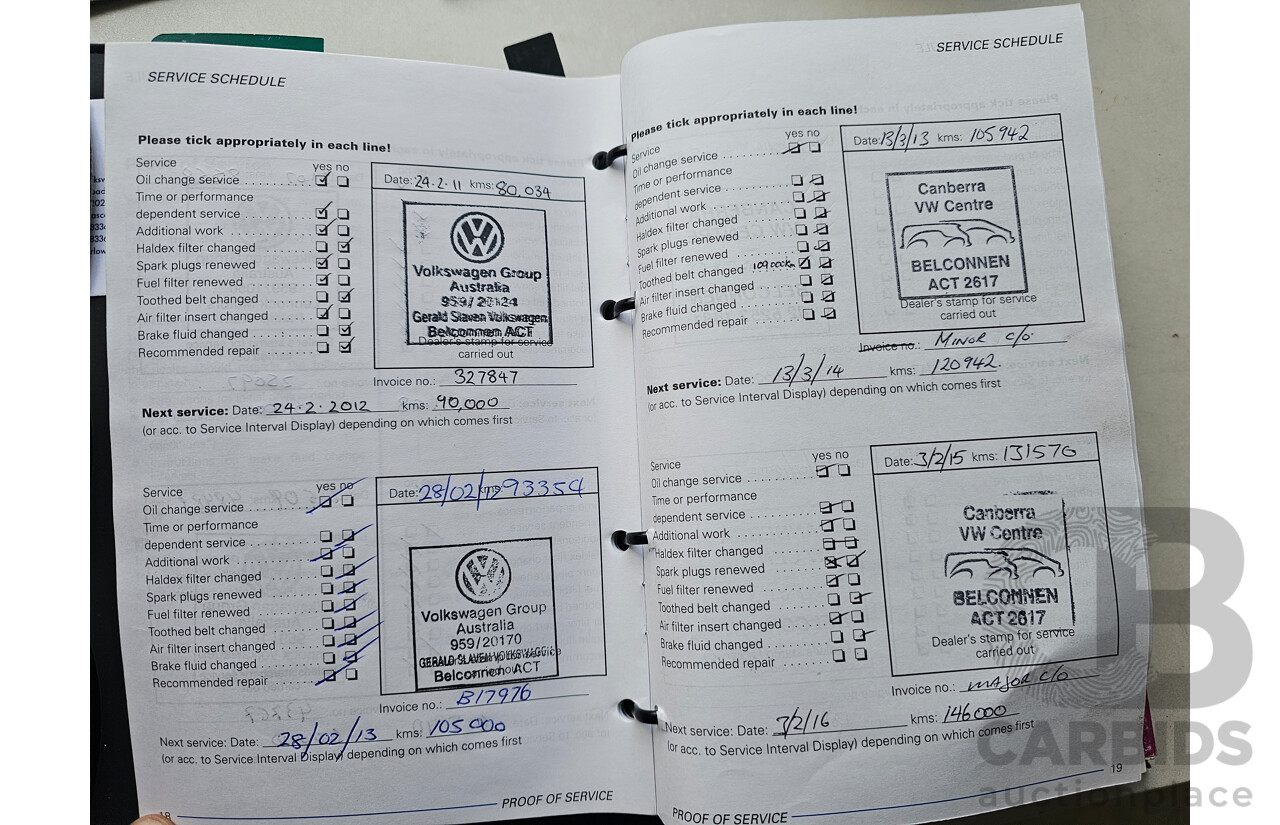 SERVICE SCHEDULE
Please tick appropriately in each line!
Service
yes no
Oil change service
Time or performance
dependent service
Additional work
Haldex filter changed
Spark plugs renewed
Fuel filter renewed
Toothed belt changed
Air filter insert changed
Brake fluid changed
Recommended repair
Date: 24.2.11 kms: 80,034
Volkswagen Group
Australia
Gerald Slaven Volkswagen
Belconnen ACT
Dealer's stamp for service
carried out
Invoice no.: 327847
Next service: Date: 24.2.2012 kms: 90,000
(or acc. to Service Interval Display) depending on which comes first
Service
yes no
Oil change service
Time or performance
dependent service
Additional work
Haldex filter changed
Spark plugs renewed
Fuel filter renewed
Toothed belt changed
Air filter insert changed
Brake fluid changed
Recommended repair
Date: 28/02/ kms:
Volkswagen Group
Australia
959/20170
GERALD SLAVEN VOLKSWAGEN
Belconnen ACT
Invoice no.: B17976
Next service: Date: 28/02/13 kms: 105000
(or acc. to Service Interval Display) depending on which comes first
PROOF OF SERVICE
18
SERVICE SCHEDULE
Please tick appropriately in each line!
Service
yes no
Oil change service
Time or performance
dependent service
Additional work
Haldex filter changed
Spark plugs renewed
Fuel filter renewed
Toothed belt changed 109000km
Air filter insert changed
Brake fluid changed
Recommended repair
Date: 13/3/13 kms: 105942
Canberra
VW Centre
BELCONNEN
ACT 2617
Dealer's stamp for service
carried out
Invoice no.: MINOR c/o
Next service: Date: 13/3/14 kms: 120942.
(or acc. to Service Interval Display) depending on which comes first
Service
yes no
Oil change service
Time or performance
dependent service
Additional work
Haldex filter changed
Spark plugs renewed
Fuel filter renewed
Toothed belt changed
Air filter insert changed
Brake fluid changed
Recommended repair
Date: 3/2/15 kms: 131570
Canberra
VW Centre
BELCONNEN
ACT 2617
Dealer's stamp for service
carried out
Invoice no.: MAJOR c/o
Next service: Date: 3/2/16 kms: 146000
(or acc. to Service Interval Display) depending on which comes first
PROOF OF SERVICE
19
CARBIDS
auctionplace